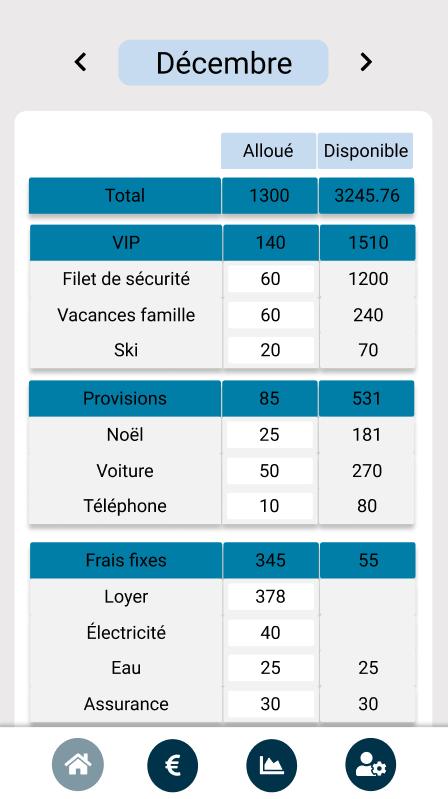 Décembre
Alloué Disponible
Total 1300 3245.76
VIP 140 1510
Filet de sécurité 60 1200
Vacances famille 60 240
Ski 20 70
Provisions 85 531
Noël 25 181
Voiture 50 270
Téléphone 10 80
Frais fixes 345 55
Loyer 378
Électricité 40
Eau 25 25
Assurance 30 30
€